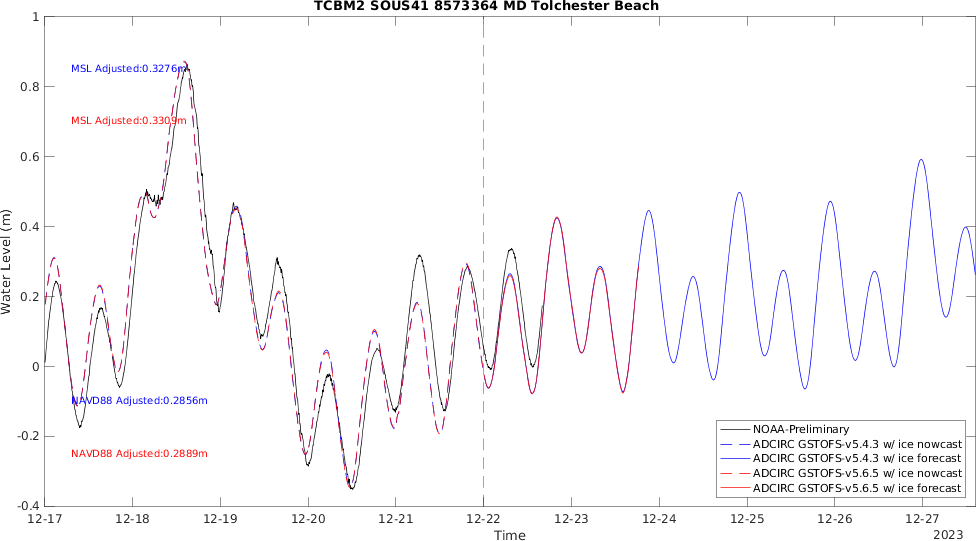 TCBM2 SOUS41 8573364 MD Tolchester Beach
1
0.8
0.6
0.4
0.2
0
-0.2
-0.4
Water Level (m)
MSL Adjusted:0.3276m
MSL Adjusted:0.3309m
NAVD88 Adjusted:0.2856m
NAVD88 Adjusted:0.2889m
NOAA-Preliminary
ADCIRC GSTOFS-v5.4.3 w/ ice nowcast
ADCIRC GSTOFS-v5.4.3 w/ ice forecast
ADCIRC GSTOFS-v5.6.5 w/ ice nowcast
ADCIRC GSTOFS-v5.6.5 w/ ice forecast
12-17 12-18 12-19 12-20 12-21 12-22 12-23 12-24 12-25 12-26 12-27
Time
2023